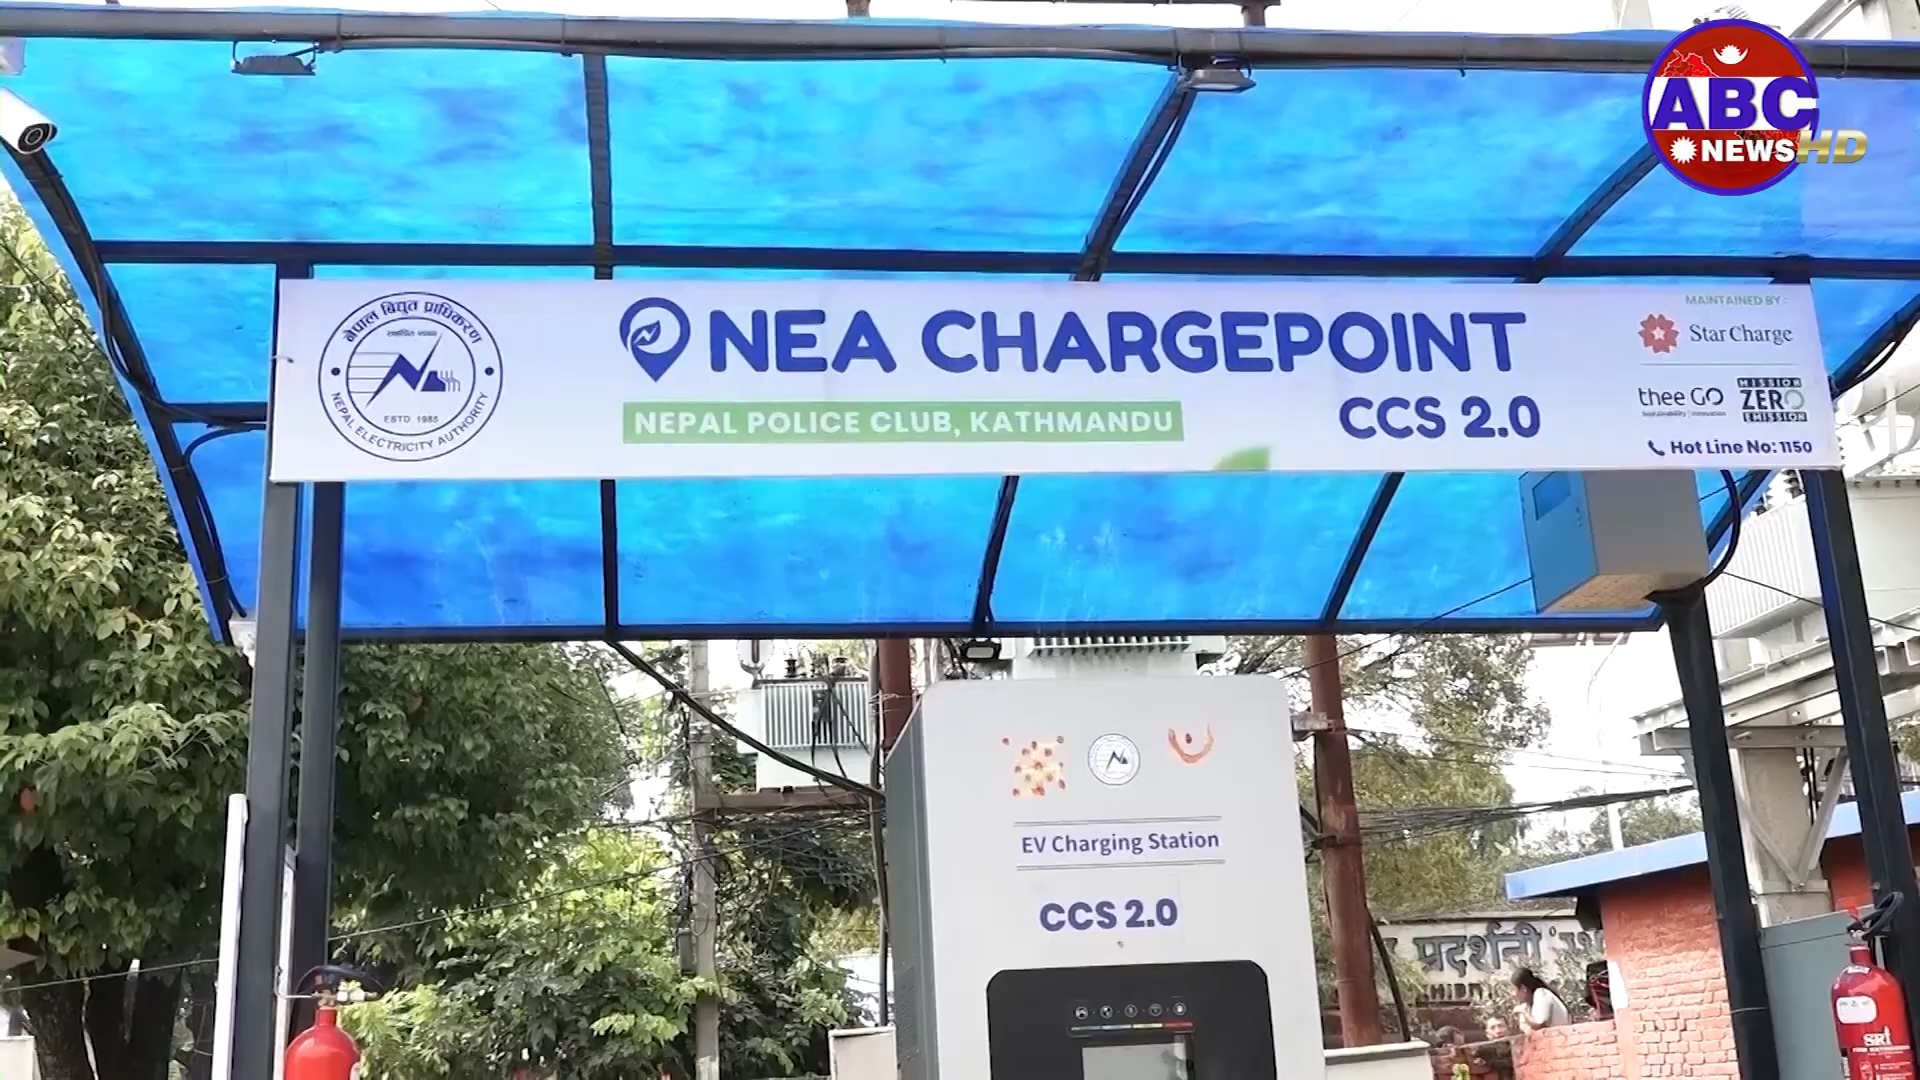 ABC
NEWS HD
नेपाल विद्युत प्राधिकरण
ESTD 1985
NEPAL ELECTRICITY AUTHORITY
NEA CHARGEPOINT
NEPAL POLICE CLUB, KATHMANDU
CCS 2.0
MAINTAINED BY :
Star Charge
thee GO
MISSION
ZERO
EMISSION
Hot Line No: 1150
EV Charging Station
CCS 2.0
प्रदर्शनी
SRI